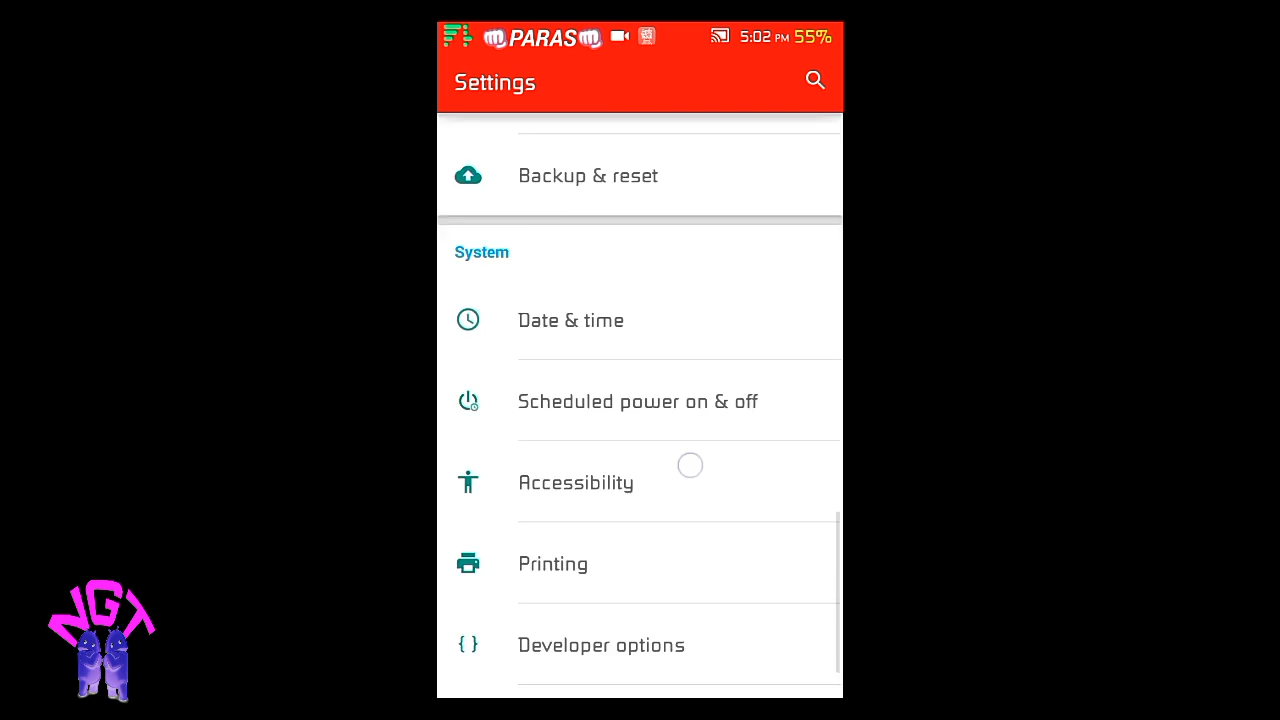 PARAS 5:02 PM 55%
Settings
Backup & reset
System
Date & time
Scheduled power on & off
Accessibility
Printing
{ } Developer options
NGT